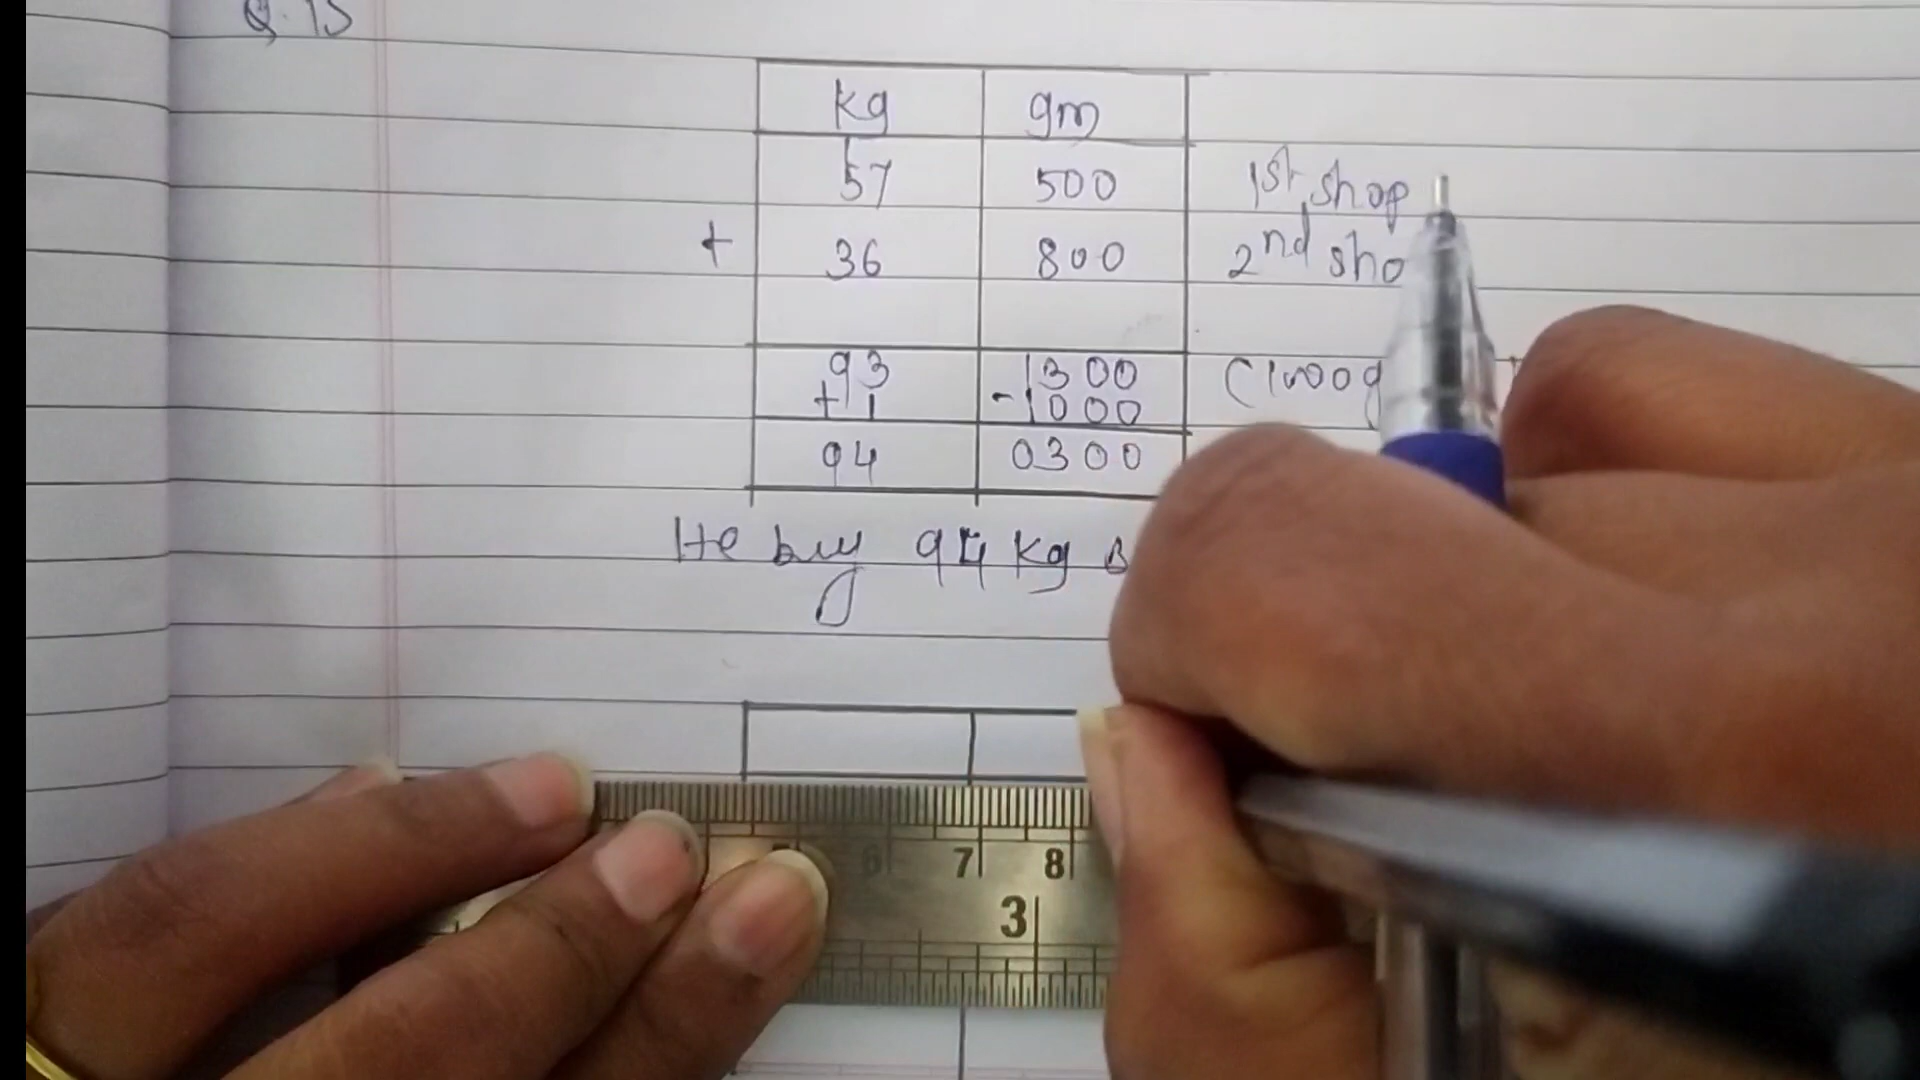 Q.15
kg gm
57 500 1st shop
+ 36 800 2nd sho
93 1300 (1000g
+ 1 - 1000
94 0300
He buy 94 kg
7 8
3